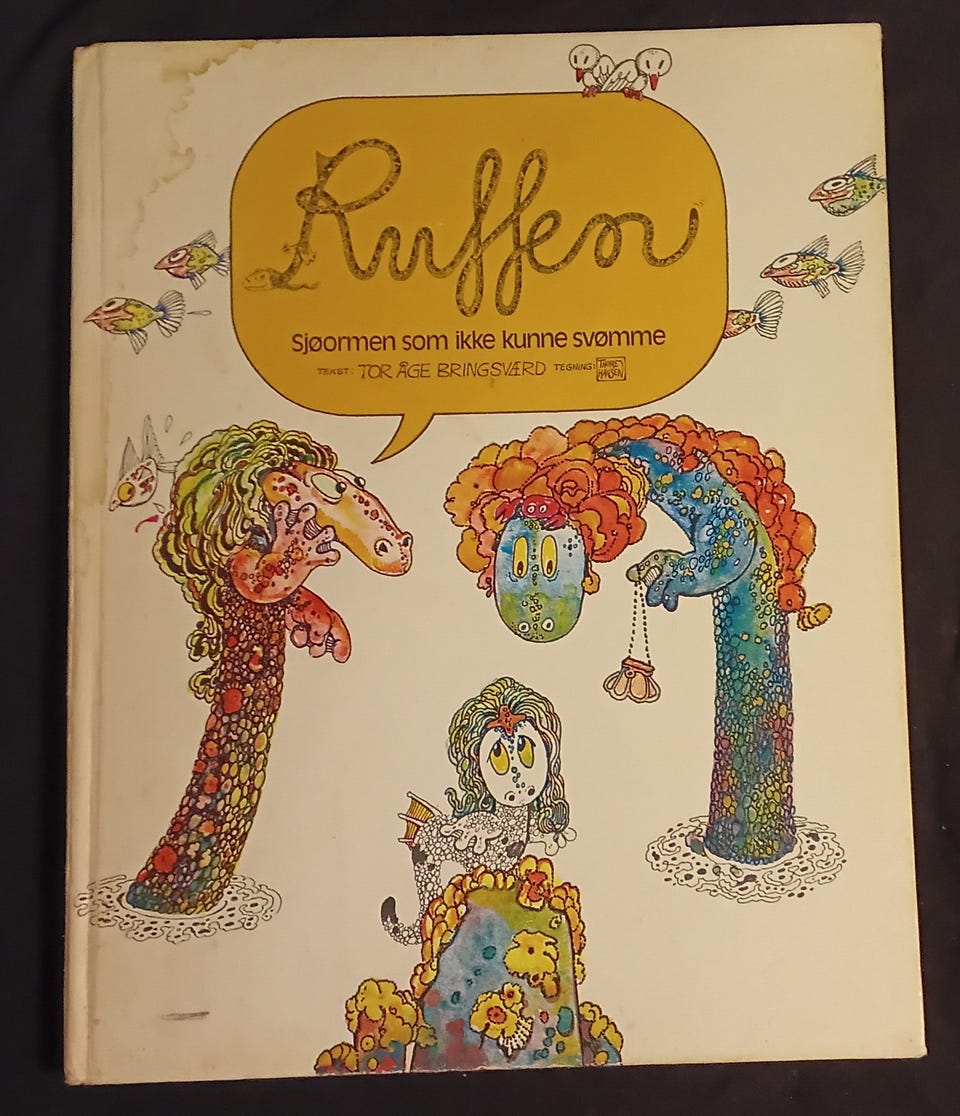 Ruffen
Sjøormen som ikke kunne svømme
TEKST: TOR ÅGE BRINGSVÆRD TEGNING: THORE HANSEN